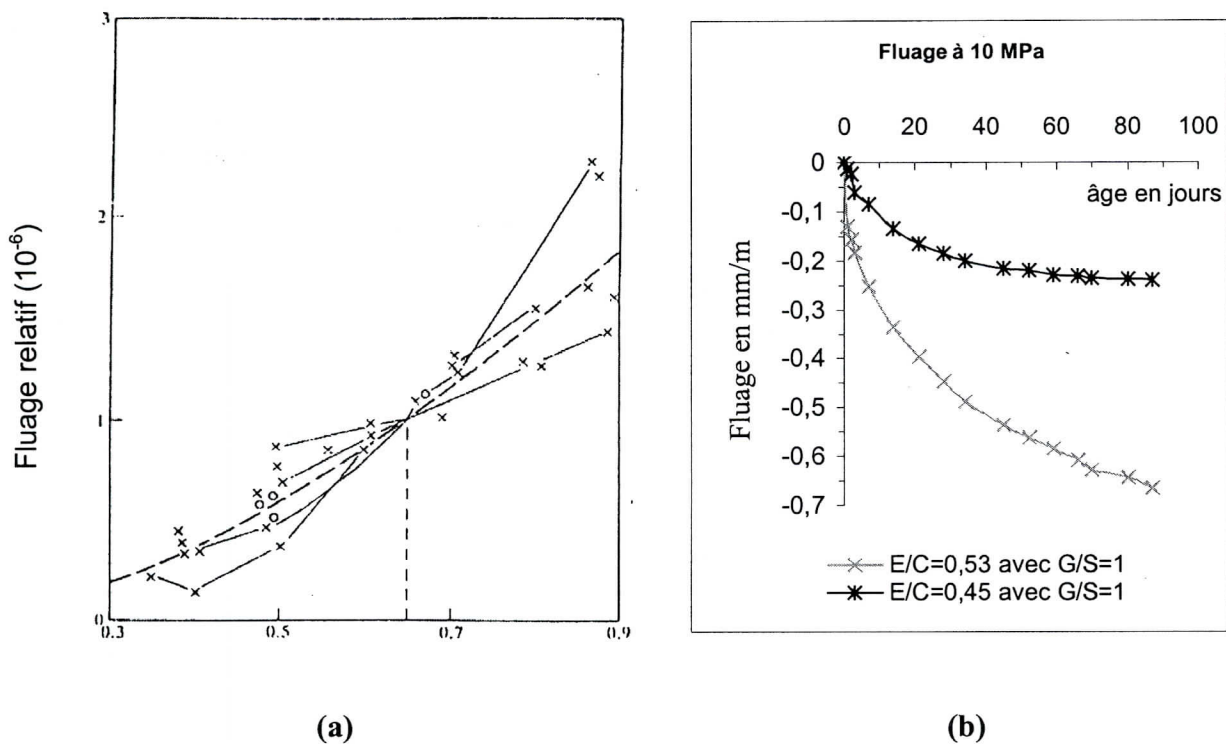 3
2
1
0
0.3
0.5
0.7
0.9
Fluage relatif (10⁻⁶)
(a)
Fluage à 10 MPa
0 20 40 60 80 100
âge en jours
0
-0,1
-0,2
-0,3
-0,4
-0,5
-0,6
-0,7
Fluage en mm/m
E/C=0,53 avec G/S=1
E/C=0,45 avec G/S=1
(b)